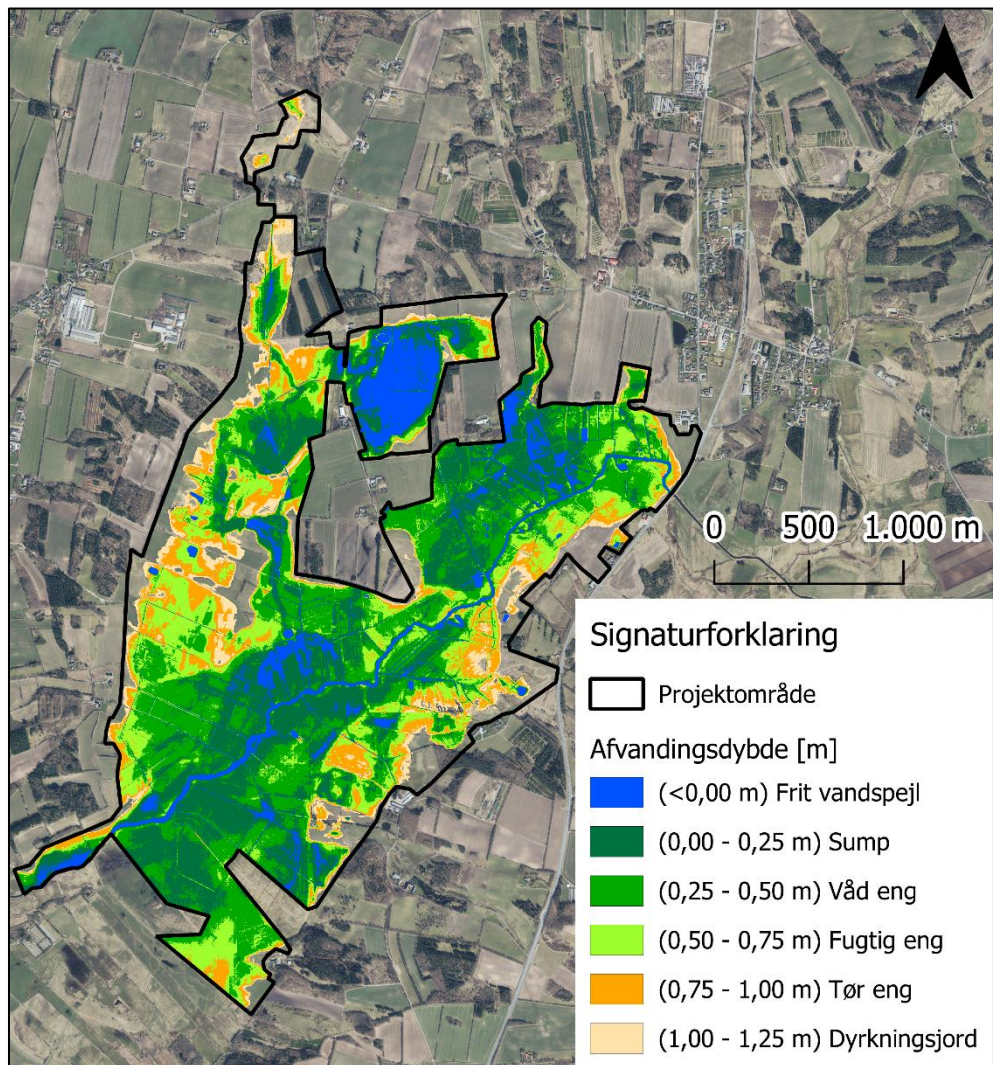 0 500 1.000 m
Signaturforklaring
Projektområde
Afvandingsdybde [m]
(<0,00 m) Frit vandspejl
(0,00 - 0,25 m) Sump
(0,25 - 0,50 m) Våd eng
(0,50 - 0,75 m) Fugtig eng
(0,75 - 1,00 m) Tør eng
(1,00 - 1,25 m) Dyrkningsjord